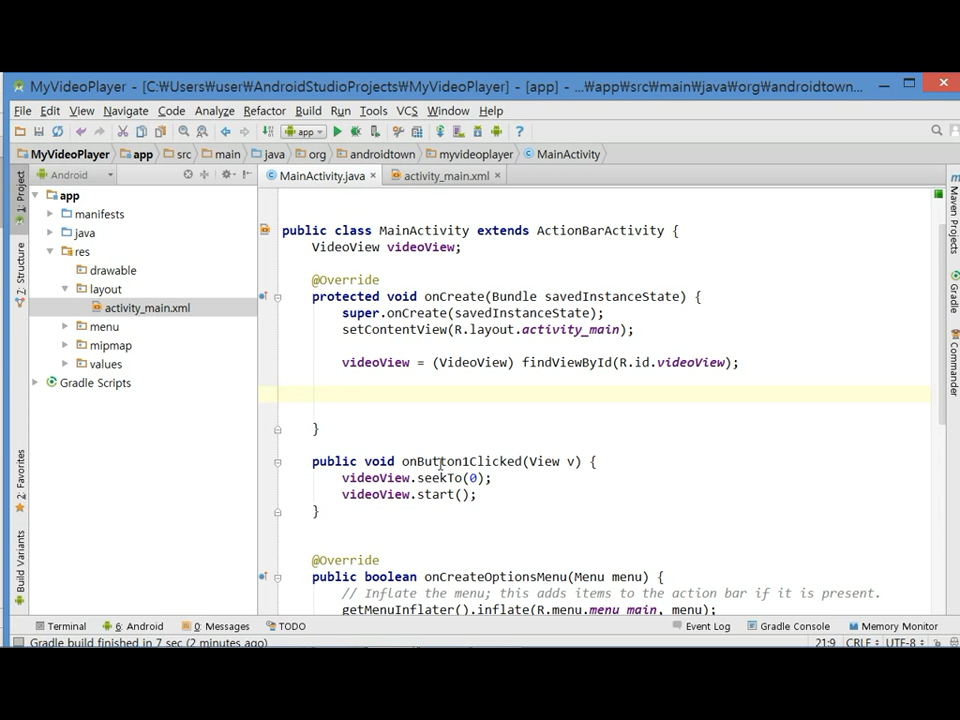 MyVideoPlayer - [C:₩Users₩user₩AndroidStudioProjects₩MyVideoPlayer] - [app] - ...₩app₩src₩main₩java₩org₩androidtown...
File Edit View Navigate Code Analyze Refactor Build Run Tools VCS Window Help
app
MyVideoPlayer app src main java org androidtown myvideoplayer MainActivity
Android
MainActivity.java activity_main.xml
1: Project
7: Structure
2: Favorites
Build Variants
app
manifests
java
res
drawable
layout
activity_main.xml
menu
mipmap
values
Gradle Scripts
public class MainActivity extends ActionBarActivity {
VideoView videoView;
@Override
protected void onCreate(Bundle savedInstanceState) {
super.onCreate(savedInstanceState);
setContentView(R.layout.activity_main);
videoView = (VideoView) findViewById(R.id.videoView);
}
public void onButton1Clicked(View v) {
videoView.seekTo(0);
videoView.start();
}
@Override
public boolean onCreateOptionsMenu(Menu menu) {
// Inflate the menu; this adds items to the action bar if it is present.
getMenuInflater().inflate(R.menu.menu_main, menu);
Maven Projects
Gradle
Commander
Terminal 6: Android 0: Messages TODO Event Log Gradle Console Memory Monitor
Gradle build finished in 7 sec (2 minutes ago) 21:9 CRLF UTF-8